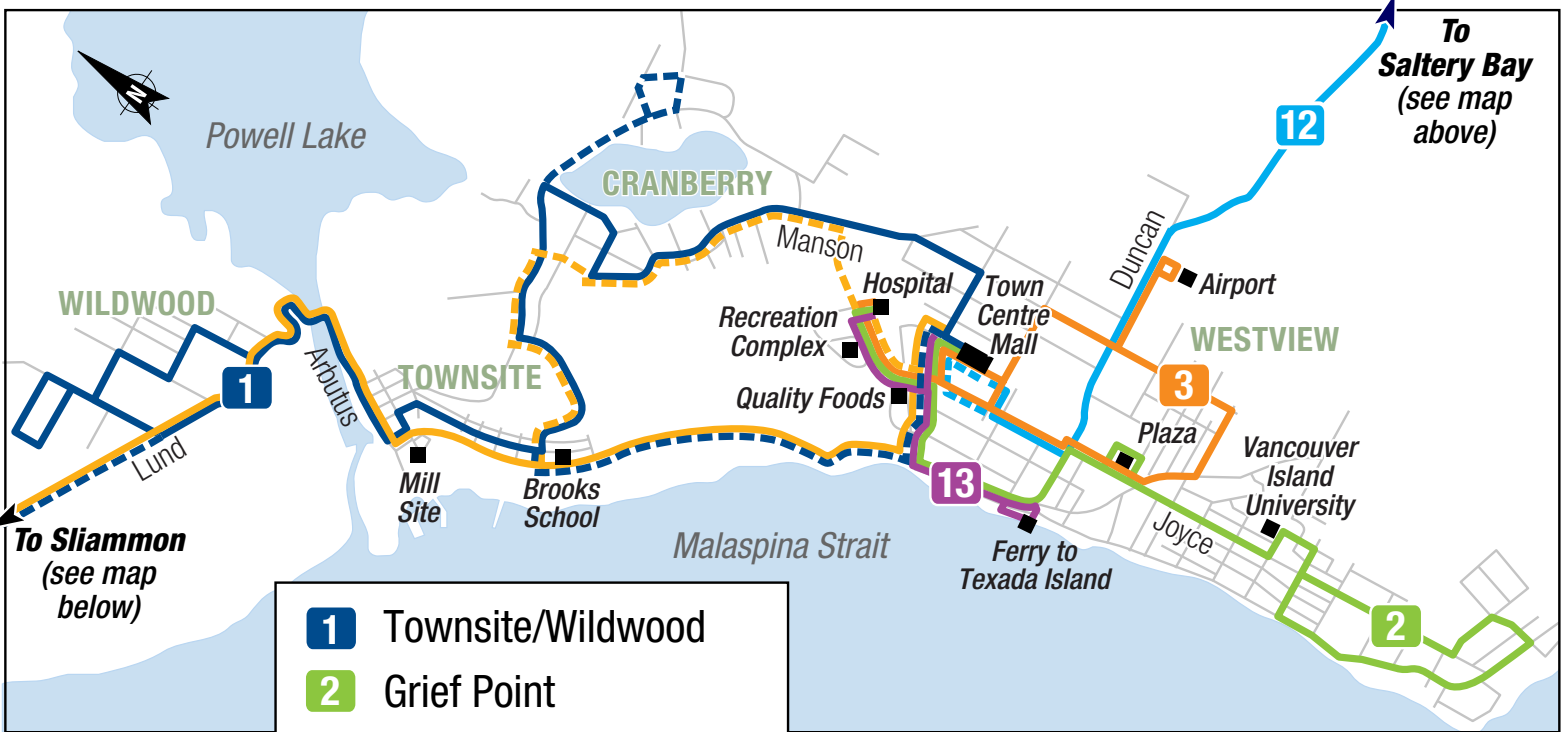 To
Saltery Bay
(see map
above)
12
N
Powell Lake
CRANBERRY
Manson
Duncan
Hospital
Town
Centre
Mall
Airport
Recreation
Complex
WILDWOOD
WESTVIEW
Arbutus
TOWNSITE
1
3
Quality Foods
Plaza
Lund
Vancouver
Island
University
Mill
Site
Brooks
School
13
Joyce
To Sliammon
(see map
below)
Malaspina Strait
Ferry to
Texada Island
2
1 Townsite/Wildwood
2 Grief Point